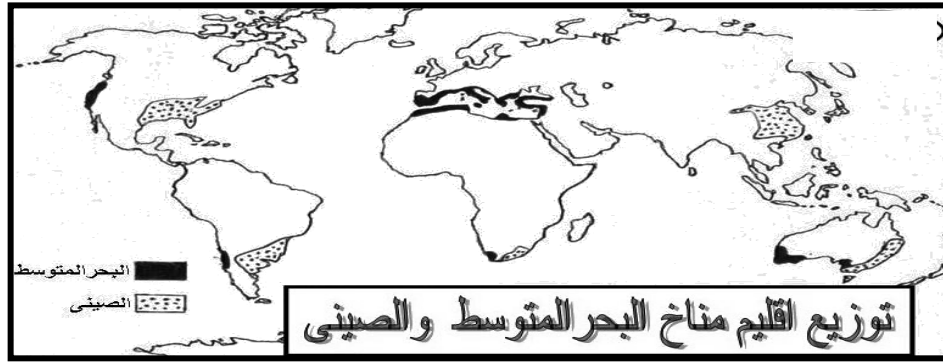 البحر المتوسط
الصينى
توزيع اقليم مناخ البحر المتوسط والصينى